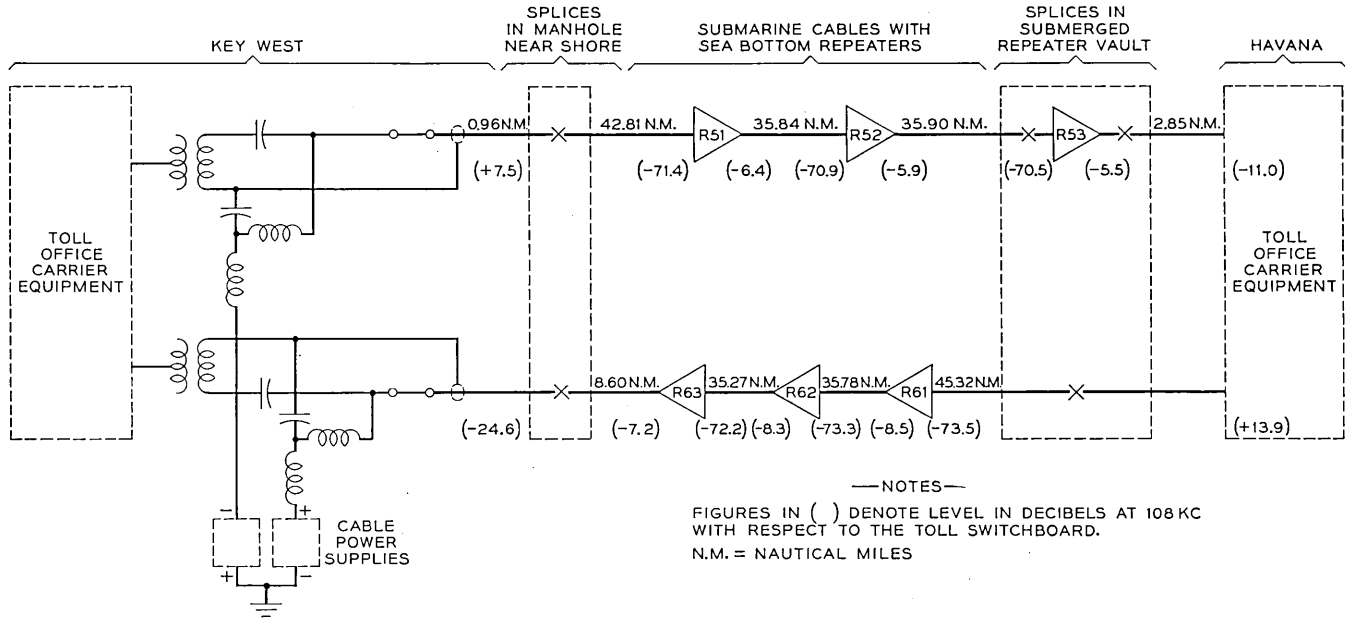 KEY WEST
SPLICES
IN MANHOLE
NEAR SHORE
SUBMARINE CABLES WITH
SEA BOTTOM REPEATERS
SPLICES IN
SUBMERGED
REPEATER VAULT
HAVANA
TOLL
OFFICE
CARRIER
EQUIPMENT
0.96 N.M.
42.81 N.M.
R51
35.84 N.M.
R52
35.90 N.M.
R53
2.85 N.M.
(+7.5)
(-71.4)
(-6.4)
(-70.9)
(-5.9)
(-70.5)
(-5.5)
(-11.0)
TOLL
OFFICE
CARRIER
EQUIPMENT
8.60 N.M.
R63
35.27 N.M.
R62
35.78 N.M.
R61
45.32 N.M.
(-24.6)
(-7.2)
(-72.2)
(-8.3)
(-73.3)
(-8.5)
(-73.5)
(+13.9)
- +
CABLE
POWER
SUPPLIES
+ -
—NOTES—
FIGURES IN ( ) DENOTE LEVEL IN DECIBELS AT 108 KC
WITH RESPECT TO THE TOLL SWITCHBOARD.
N.M. = NAUTICAL MILES